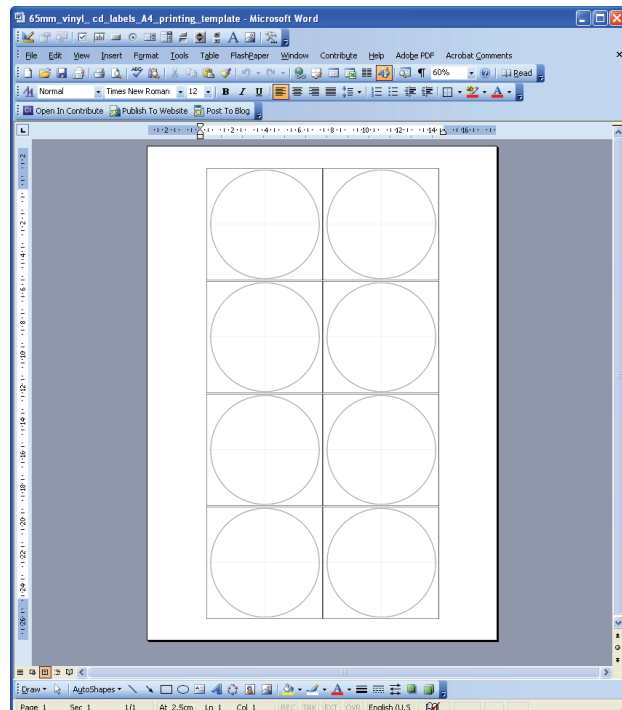 65mm_vinyl_ cd_labels_A4_printing_template - Microsoft Word
File Edit View Insert Format Tools Table FlashPaper Window Contribute Help Adobe PDF Acrobat Comments
60% Read
Normal Times New Roman 12 B I U
Open In Contribute Publish To Website Post To Blog
Draw AutoShapes
Page 1 Sec 1 1/1 At 2.5cm Ln 1 Col 1 REC TRK EXT OVR English (U.S